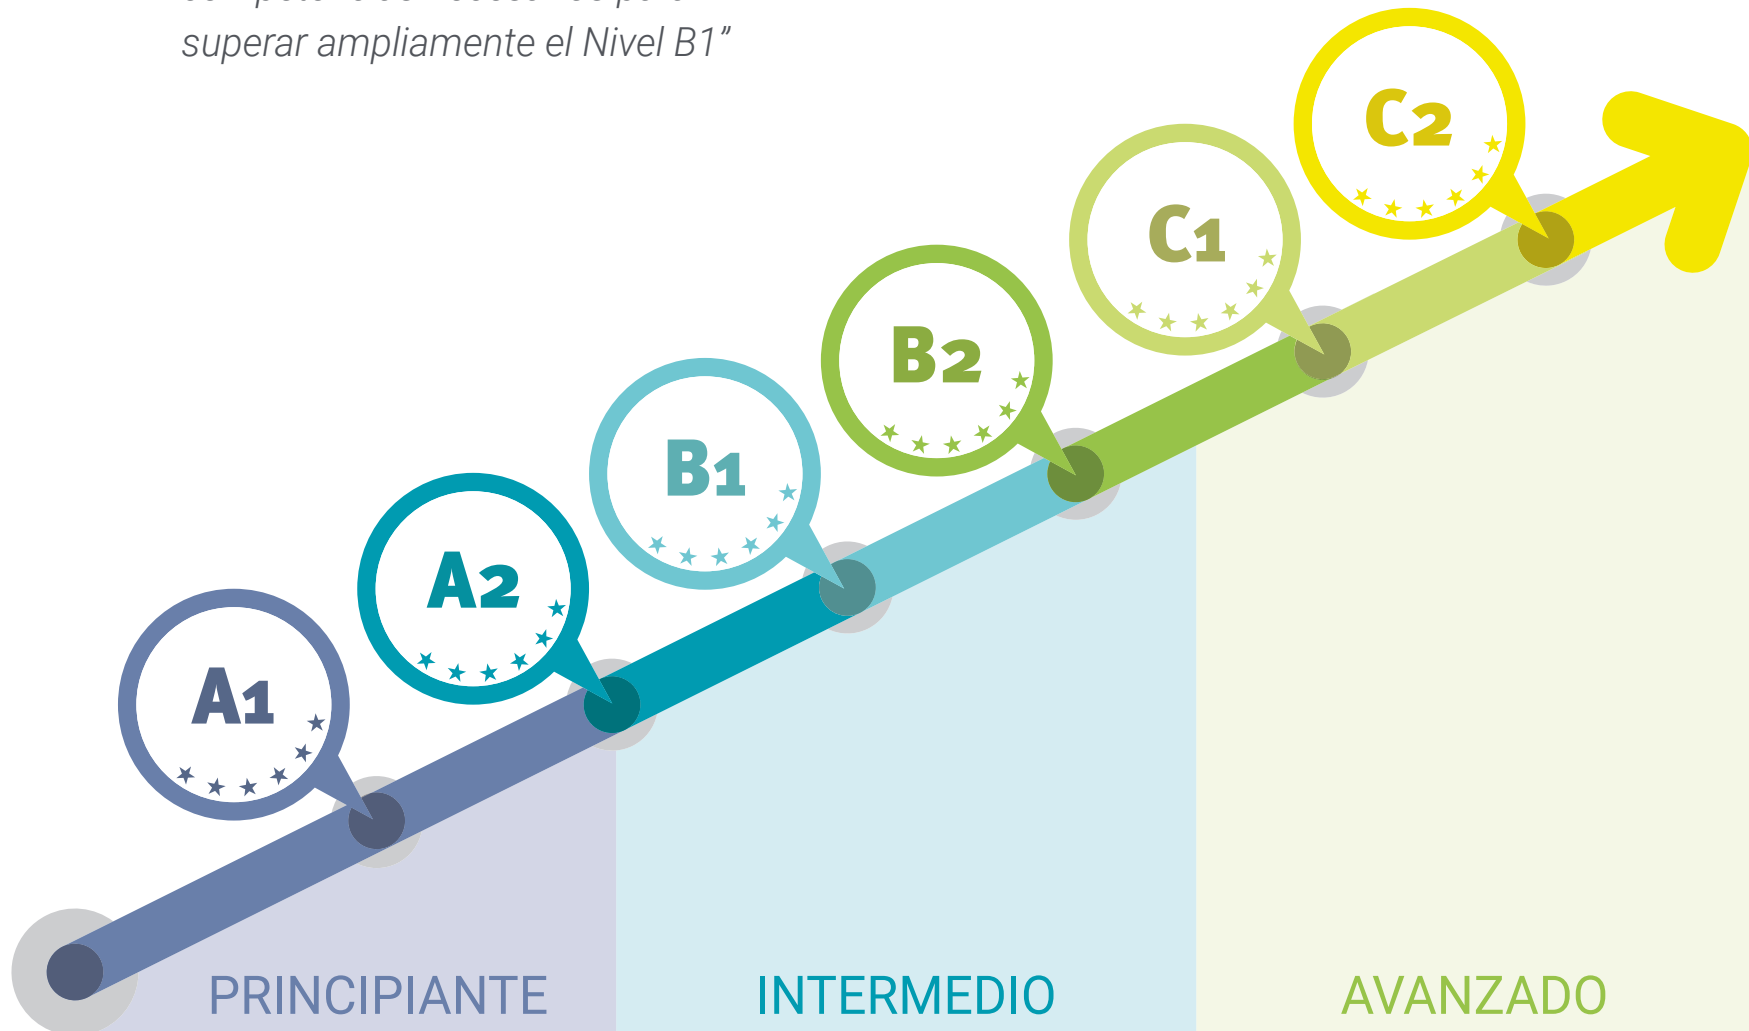 superar ampliamente el Nivel B1”
C2
C1
B2
B1
A2
A1
PRINCIPIANTE
INTERMEDIO
AVANZADO